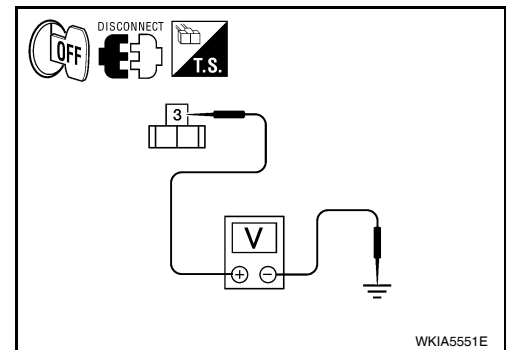 OFF
DISCONNECT
T.S.
3
V
+ −
WKIA5551E